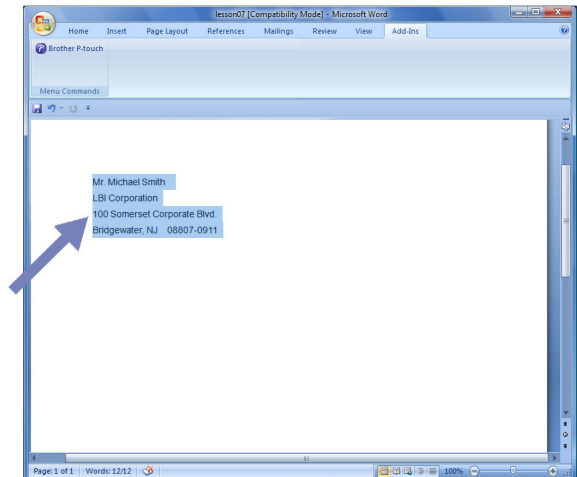 lesson07 [Compatibility Mode] - Microsoft Word
Home Insert Page Layout References Mailings Review View Add-Ins
Brother P-touch
Menu Commands
Mr. Michael Smith
LBI Corporation
100 Somerset Corporate Blvd.
Bridgewater, NJ 08807-0911
Page: 1 of 1 Words: 12/12 100%